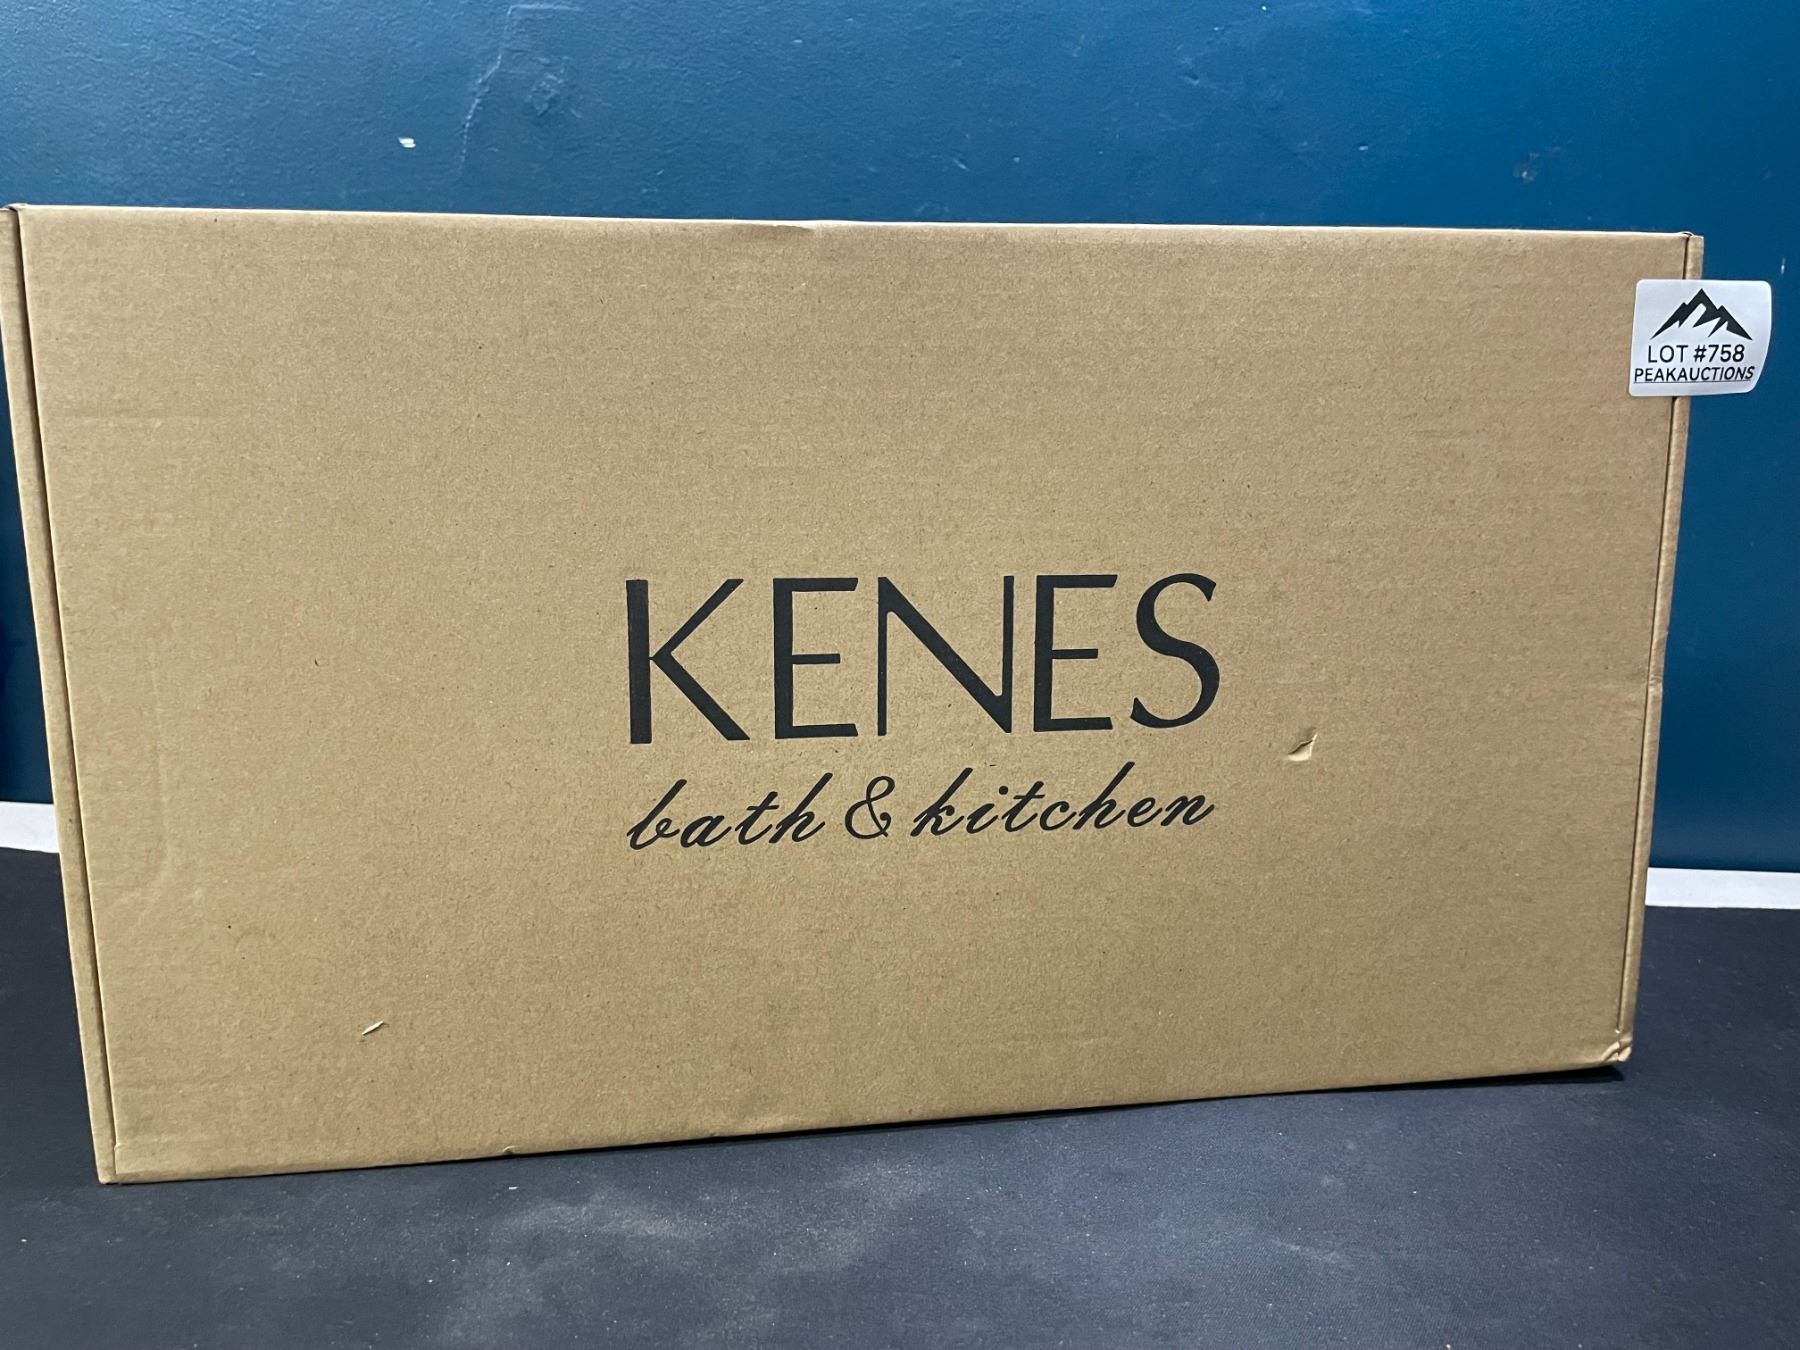 LOT #758
PEAKAUCTIONS
KENES
bath & kitchen